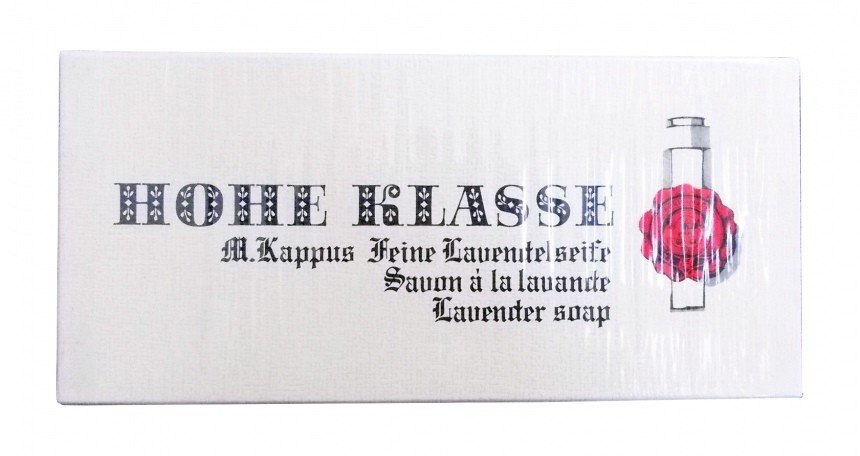 HOHE KLASSE
M. Kappus Feine Lavendelseife
Savon á la lavande
Lavender soap